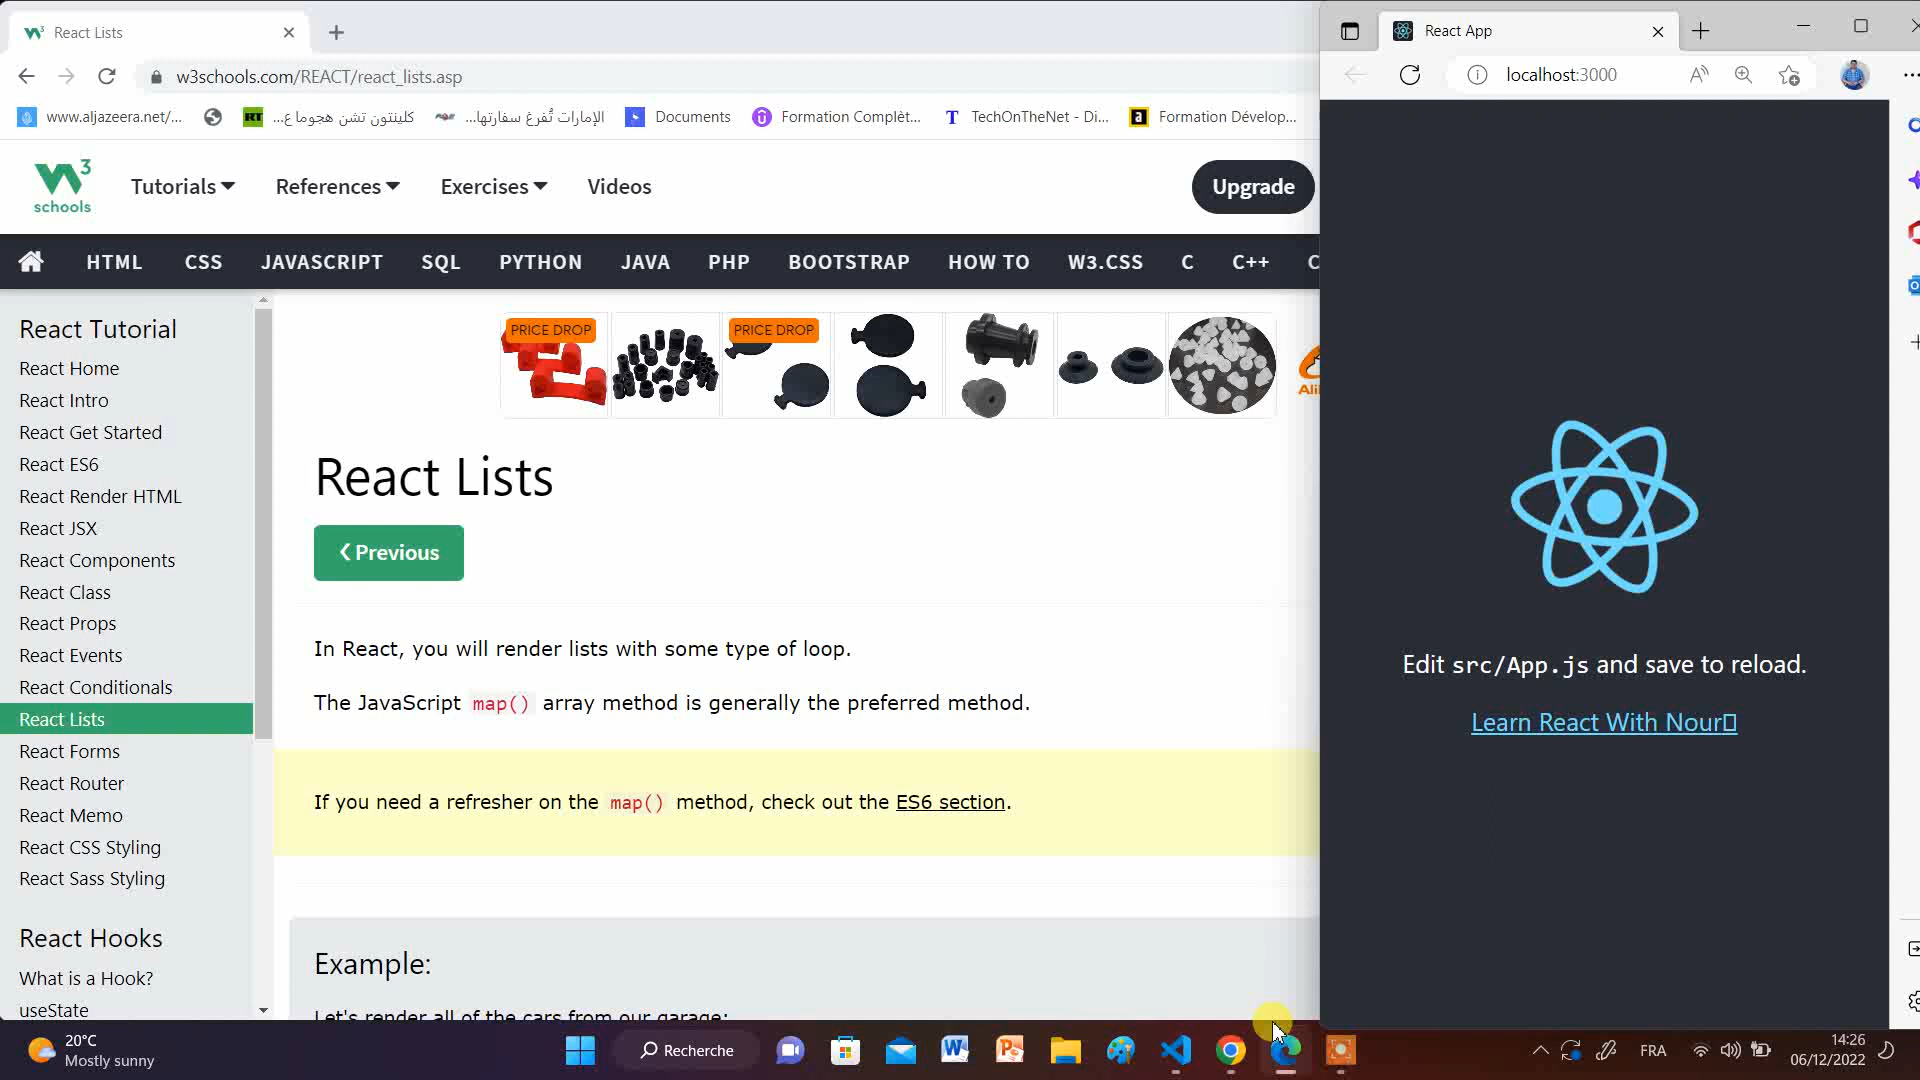 React Lists
w3schools.com/REACT/react_lists.asp
www.aljazeera.net/...
كلينتون تشن هجوما ع...
الإمارات تُفرغ سفارتها...
Documents
Formation Complèt...
TechOnTheNet - Di...
Formation Dévelop...
W3
schools
Tutorials
References
Exercises
Videos
Upgrade
HTML
CSS
JAVASCRIPT
SQL
PYTHON
JAVA
PHP
BOOTSTRAP
HOW TO
W3.CSS
C
C++
C
React Tutorial
React Home
React Intro
React Get Started
React ES6
React Render HTML
React JSX
React Components
React Class
React Props
React Events
React Conditionals
React Lists
React Forms
React Router
React Memo
React CSS Styling
React Sass Styling
React Hooks
What is a Hook?
useState
PRICE DROP
PRICE DROP
Ali
React Lists
❮ Previous
In React, you will render lists with some type of loop.
The JavaScript map() array method is generally the preferred method.
If you need a refresher on the map() method, check out the ES6 section.
Example:
Let's render all of the cars from our garage:
React App
localhost:3000
Edit src/App.js and save to reload.
Learn React With Nour
20°C
Mostly sunny
Recherche
FRA
14:26
06/12/2022